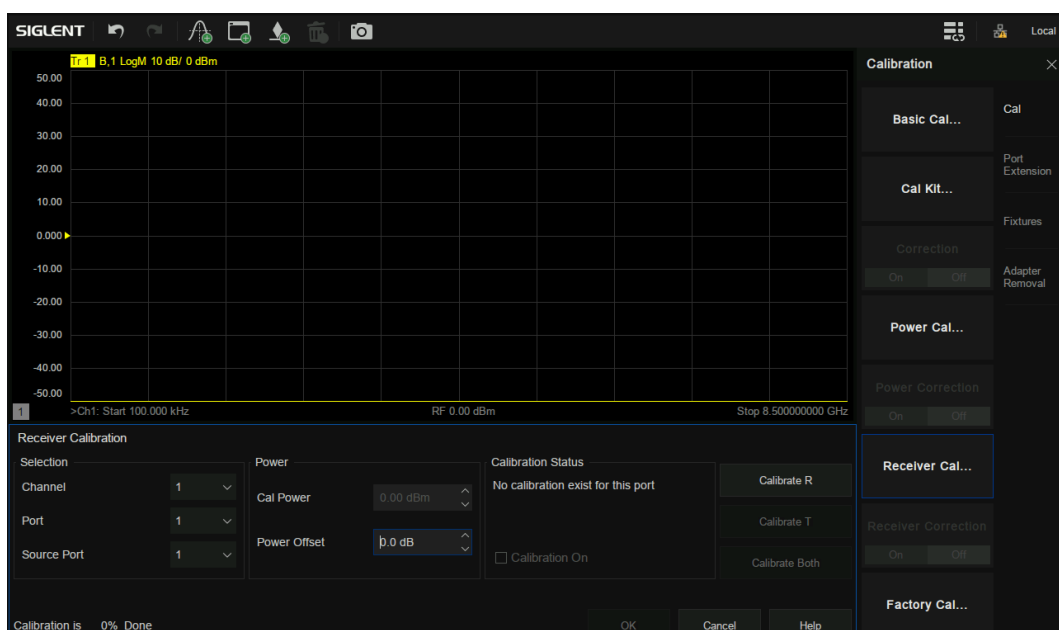 SIGLENT
Local
Tr 1 B,1 LogM 10 dB/ 0 dBm
50.00
40.00
30.00
20.00
10.00
0.000
-10.00
-20.00
-30.00
-40.00
-50.00
1 >Ch1: Start 100.000 kHz RF 0.00 dBm Stop 8.500000000 GHz
Calibration
Basic Cal...
Cal Kit...
Correction
On Off
Power Cal...
Power Correction
On Off
Receiver Cal...
Receiver Correction
On Off
Factory Cal...
Cal
Port
Extension
Fixtures
Adapter
Removal
Receiver Calibration
Selection
Channel 1
Port 1
Source Port 1
Power
Cal Power 0.00 dBm
Power Offset 0.0 dB
Calibration Status
No calibration exist for this port
Calibration On
Calibrate R
Calibrate T
Calibrate Both
Calibration is 0% Done
OK Cancel Help